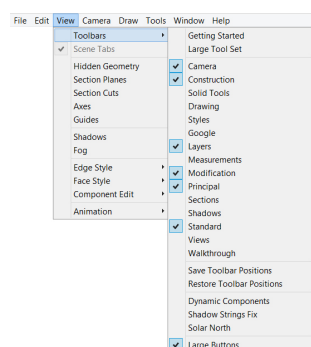 File Edit View Camera Draw Tools Window Help
Toolbars
Scene Tabs
Hidden Geometry
Section Planes
Section Cuts
Axes
Guides
Shadows
Fog
Edge Style
Face Style
Component Edit
Animation
Getting Started
Large Tool Set
Camera
Construction
Solid Tools
Drawing
Styles
Google
Layers
Measurements
Modification
Principal
Sections
Shadows
Standard
Views
Walkthrough
Save Toolbar Positions
Restore Toolbar Positions
Dynamic Components
Shadow Strings Fix
Solar North
Large Buttons